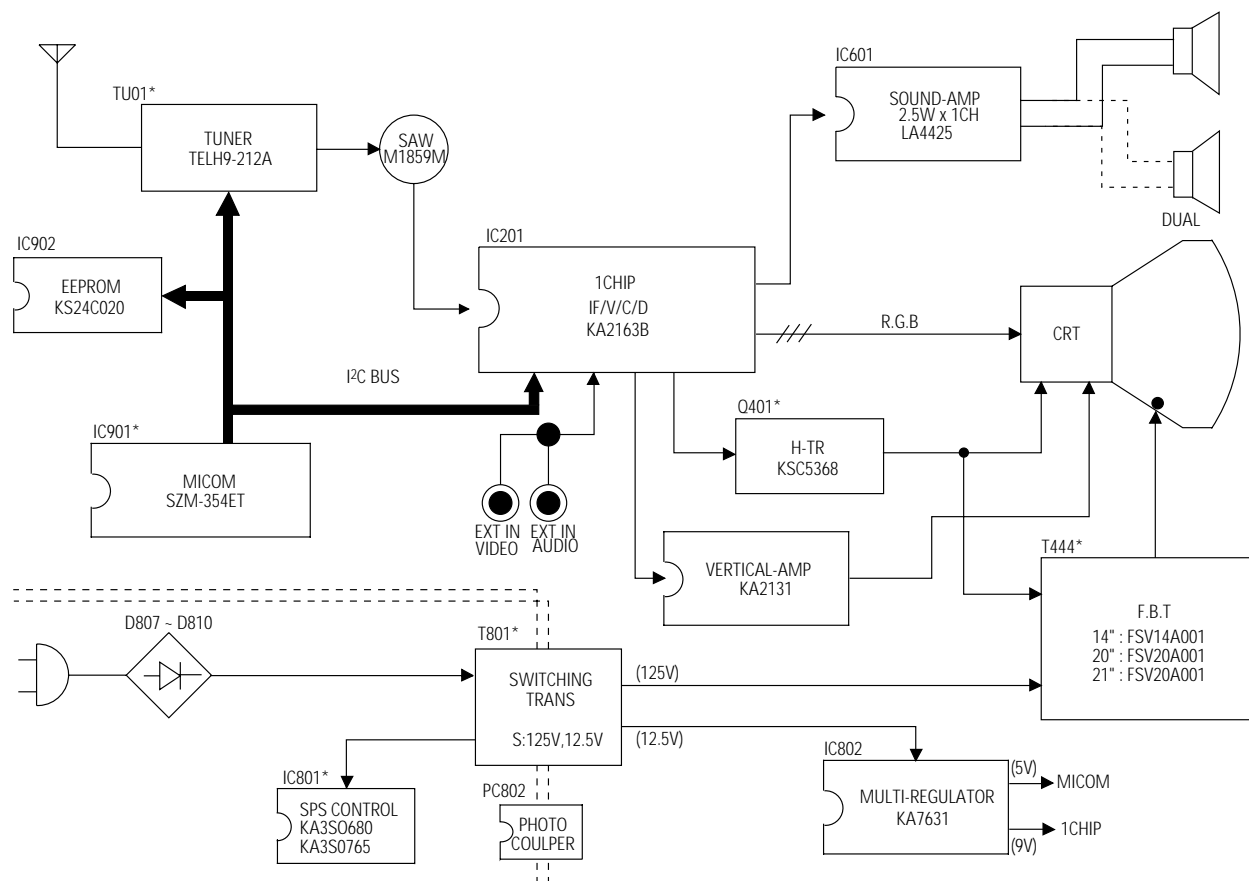 IC601
SOUND-AMP
2.5W x 1CH
LA4425
DUAL
TU01*
TUNER
TELH9-212A
SAW
M1859M
IC902
EEPROM
KS24C020
IC201
1CHIP
IF/V/C/D
KA2163B
R.G.B
CRT
I²C BUS
IC901*
MICOM
SZM-354ET
EXT IN
VIDEO
EXT IN
AUDIO
Q401*
H-TR
KSC5368
VERTICAL-AMP
KA2131
T444*
F.B.T
14" : FSV14A001
20" : FSV20A001
21" : FSV20A001
D807 ~ D810
T801*
SWITCHING
TRANS
S:125V,12.5V
(125V)
(12.5V)
IC801*
SPS CONTROL
KA3SO680
KA3S0765
PC802
PHOTO
COULPER
IC802
MULTI-REGULATOR
KA7631
(5V)
MICOM
1CHIP
(9V)